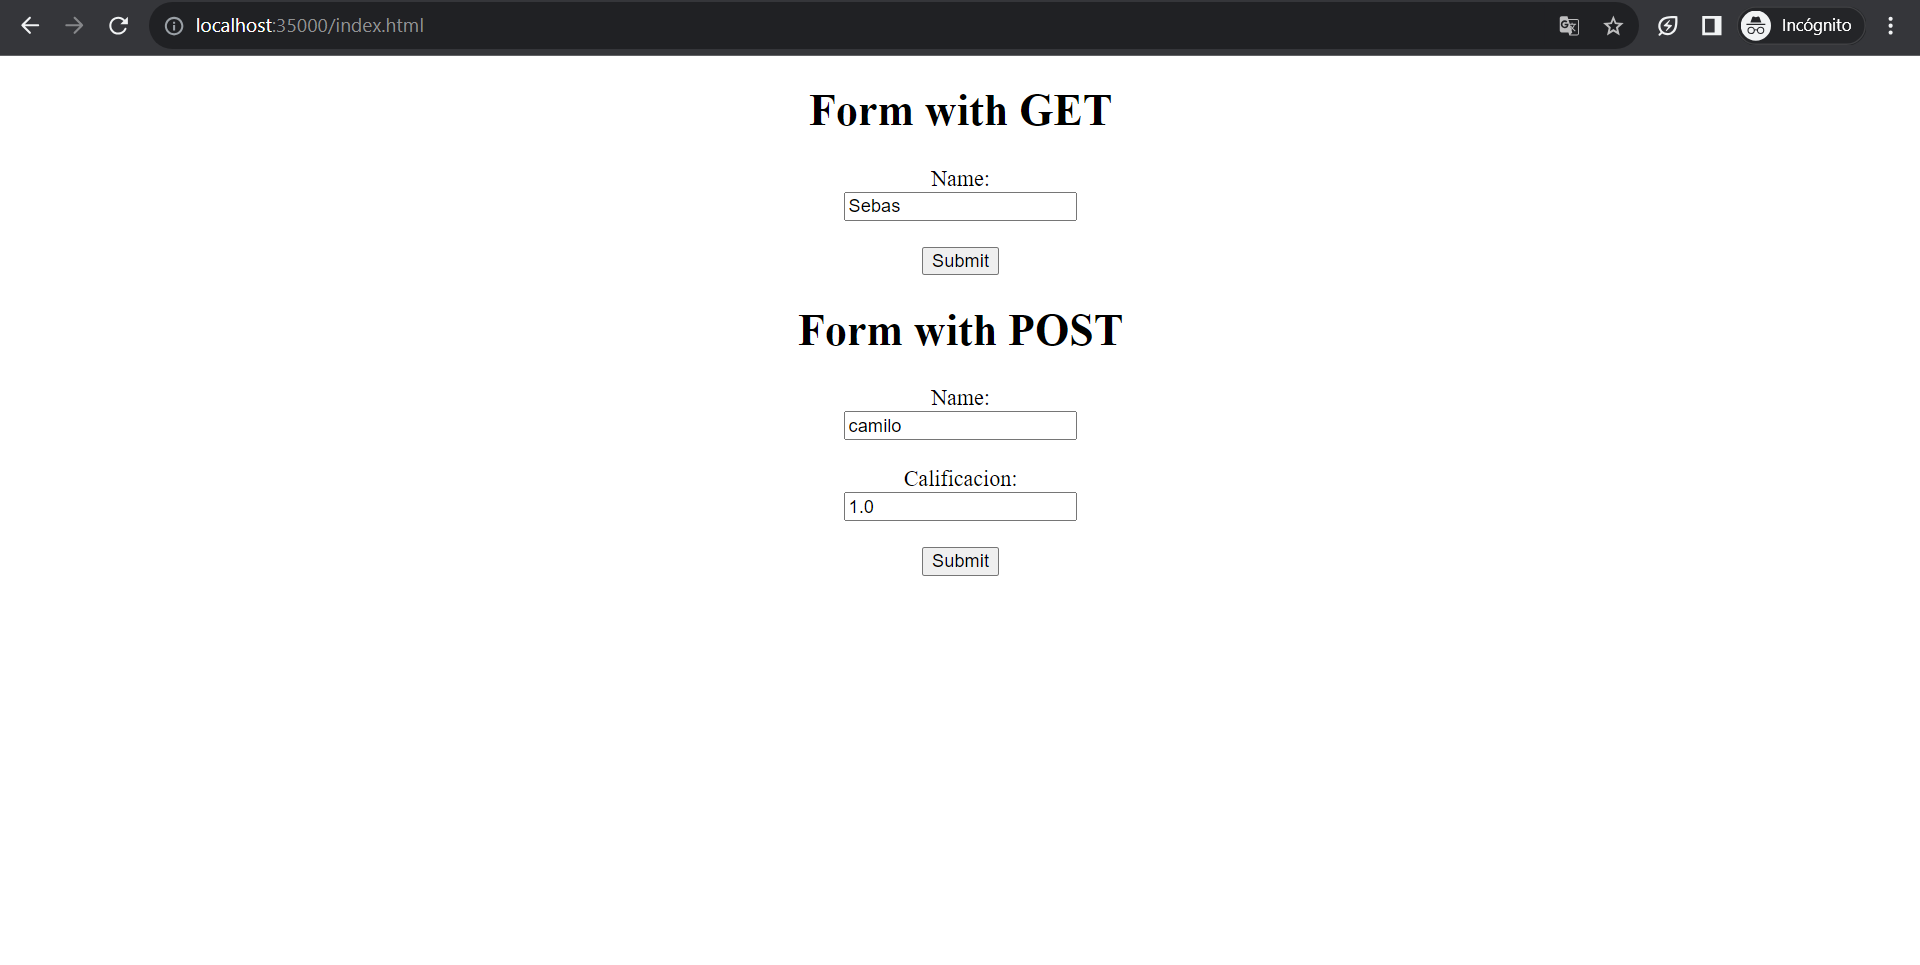 localhost:35000/index.html
Incógnito
Form with GET
Name:
Sebas
Submit
Form with POST
Name:
camilo
Calificacion:
1.0
Submit